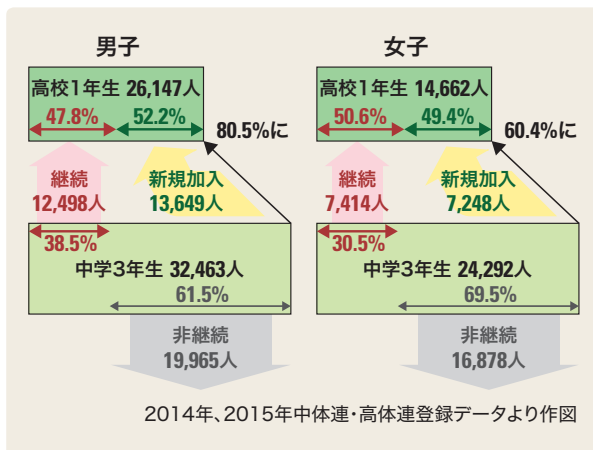 男子
高校1年生 26,147人
47.8%
52.2%
80.5%に
継続
12,498人
新規加入
13,649人
38.5%
中学3年生 32,463人
61.5%
非継続
19,965人
女子
高校1年生 14,662人
50.6%
49.4%
60.4%に
継続
7,414人
新規加入
7,248人
30.5%
中学3年生 24,292人
69.5%
非継続
16,878人
2014年、2015年中体連・高体連登録データより作図